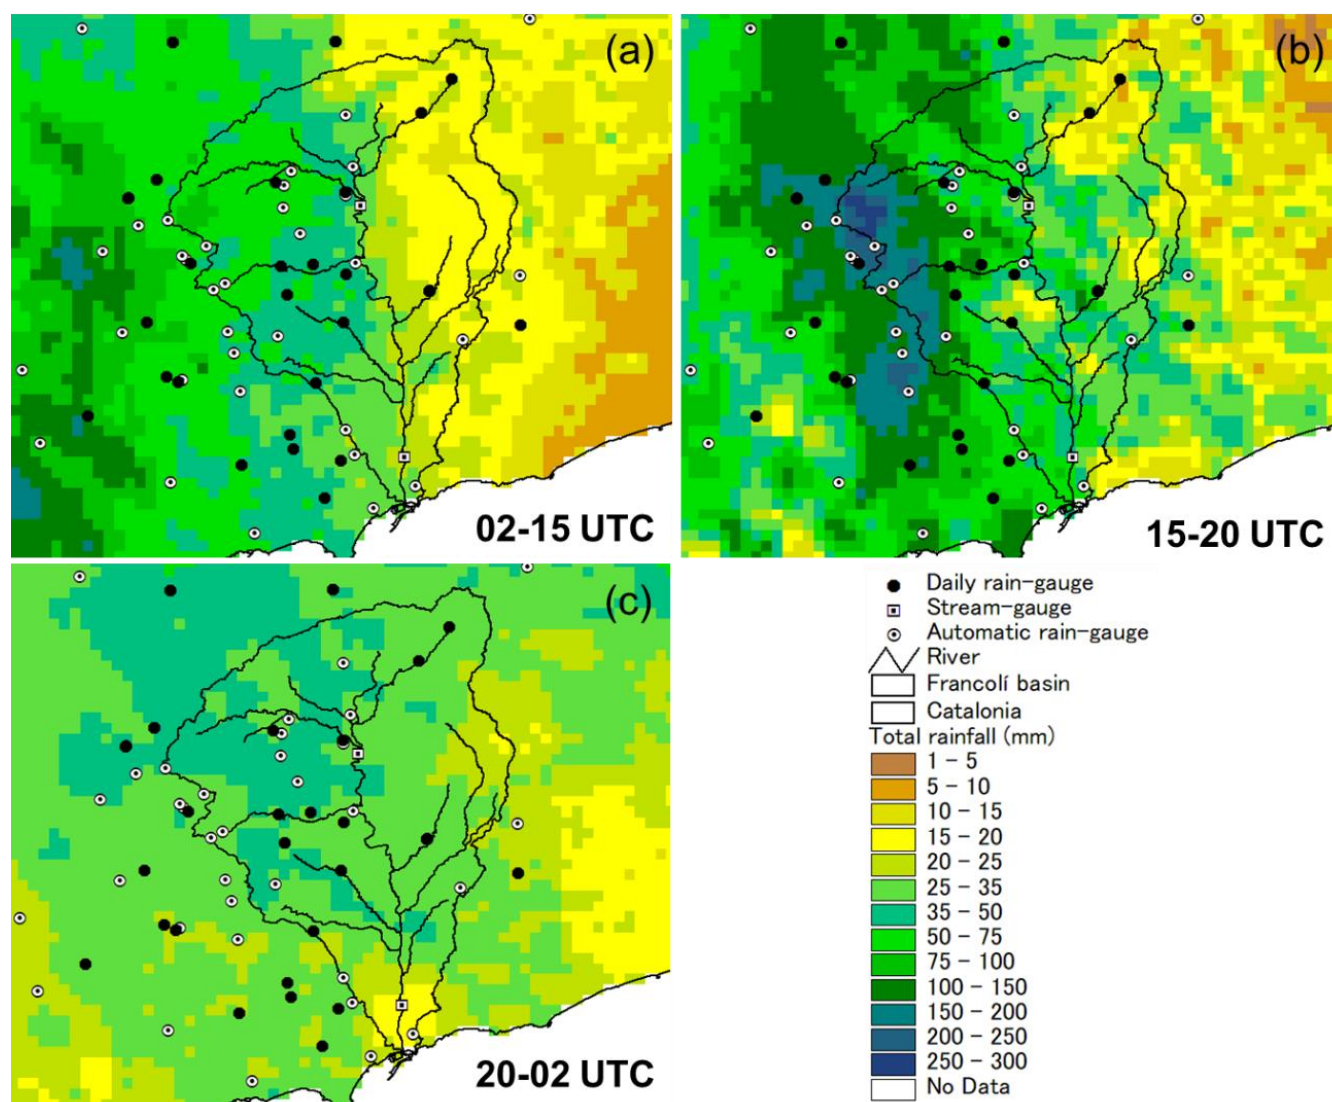 (a)
02-15 UTC
(b)
15-20 UTC
(c)
20-02 UTC
Daily rain-gauge
Stream-gauge
Automatic rain-gauge
River
Francolí basin
Catalonia
Total rainfall (mm)
1 - 5
5 - 10
10 - 15
15 - 20
20 - 25
25 - 35
35 - 50
50 - 75
75 - 100
100 - 150
150 - 200
200 - 250
250 - 300
No Data